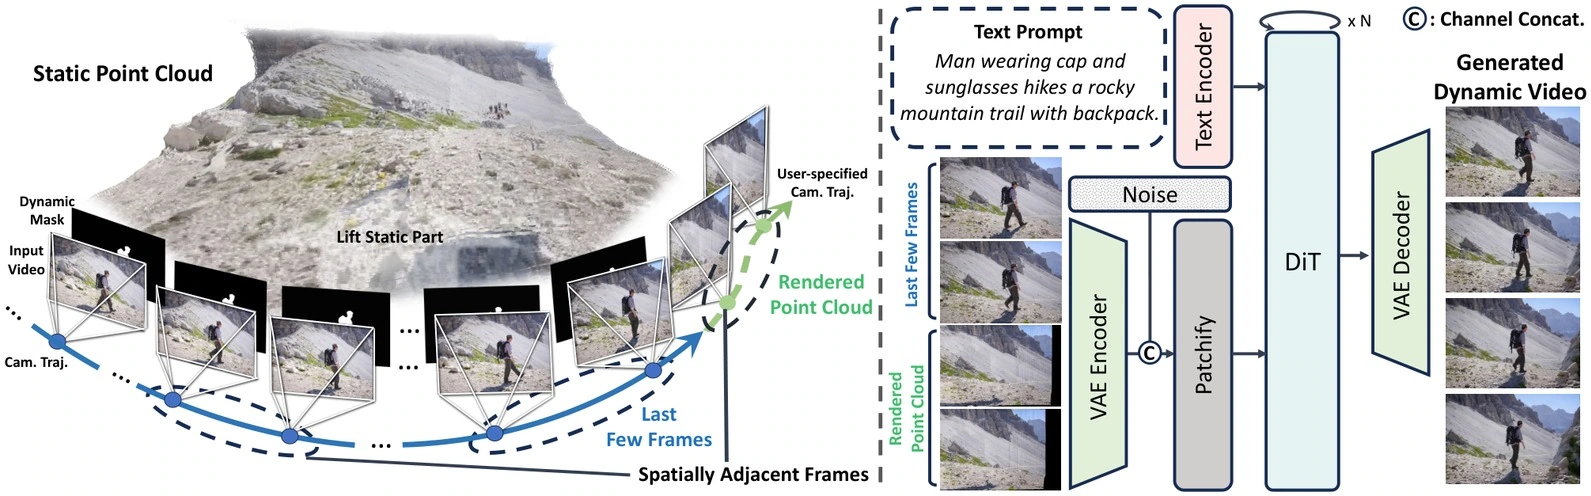 Static Point Cloud
Dynamic
Mask
Input
Video
Lift Static Part
...
...
...
...
...
Cam. Traj.
User-specified
Cam. Traj.
Rendered
Point Cloud
Last
Few Frames
...
Spatially Adjacent Frames
Text Prompt
Man wearing cap and
sunglasses hikes a rocky
mountain trail with backpack.
Last Few Frames
Rendered
Point Cloud
VAE Encoder
Noise
C
Patchify
Text Encoder
x N
DiT
VAE Decoder
C : Channel Concat.
Generated
Dynamic Video